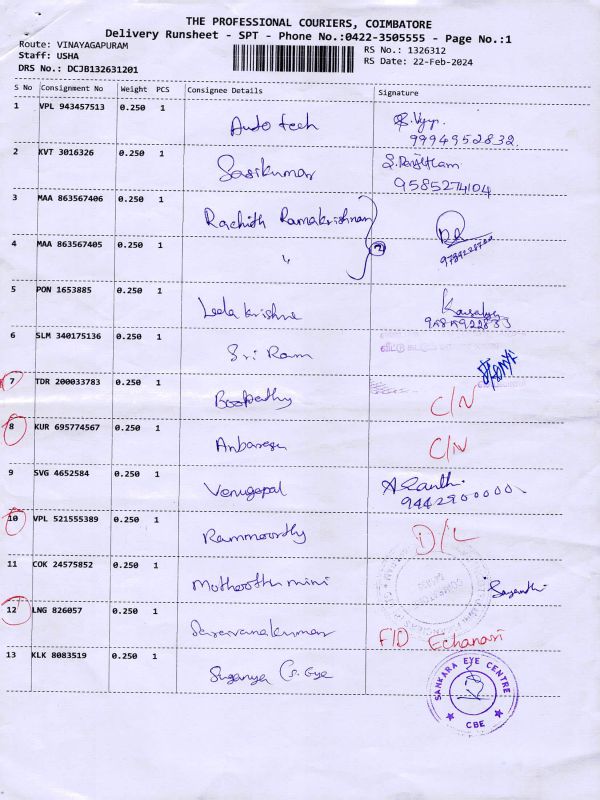 THE PROFESSIONAL COURIERS, COIMBATORE
Delivery Runsheet - SPT - Phone No.:0422-3505555 - Page No.:1
Route: VINAYAGAPURAM
Staff: USHA
DRS No.: DCJB132631201
RS No.: 1326312
RS Date: 22-Feb-2024
S No Consignment No Weight PCS Consignee Details Signature
1 VPL 943457513 0.250 1 Auto tech
9994952832
2 KVT 3016326 0.250 1 Sasikumar
9585274104
3 MAA 863567406 0.250 1 Rachith Ramakrishnan
4 MAA 863567405 0.250 1 "
2
5 PON 1653885 0.250 1 Leela krishna
6 SLM 340175136 0.250 1 Sri Ram
7 TDR 200033783 0.250 1 Boopathy C/N
8 KUR 695774567 0.250 1 Anbarasu C/N
9 SVG 4652584 0.250 1 Venugopal
10 VPL 521555389 0.250 1 Rammoorthy D/L
11 COK 24575852 0.250 1 Muthoothu mini
12 LNG 826057 0.250 1 Saravanakumar F/D Echanari
13 KLK 8083519 0.250 1 Suganya
SANKARA EYE CENTRE
CBE